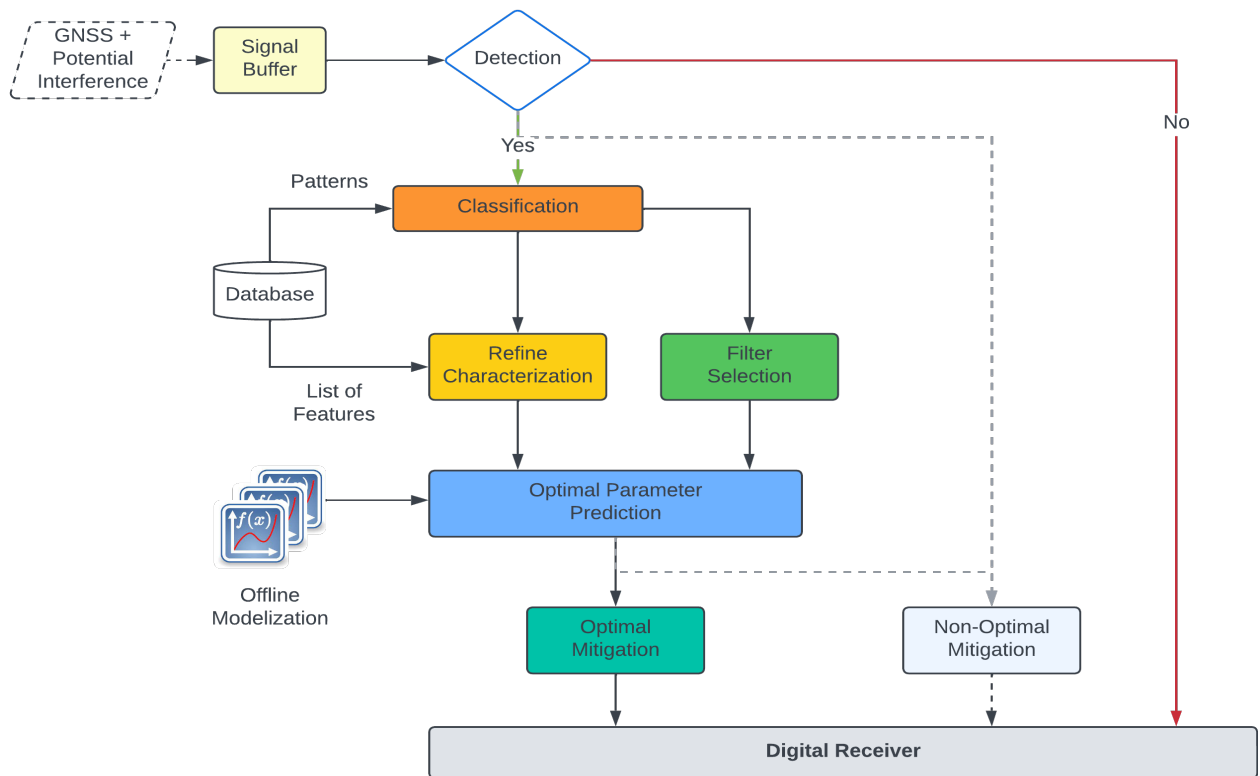 GNSS +
Potential
Interference
Signal
Buffer
Detection
No
Yes
Patterns
Classification
Database
Refine
Characterization
Filter
Selection
List of
Features
f(x)
f(x)
f(x)
Optimal Parameter
Prediction
Offline
Modelization
Optimal
Mitigation
Non-Optimal
Mitigation
Digital Receiver